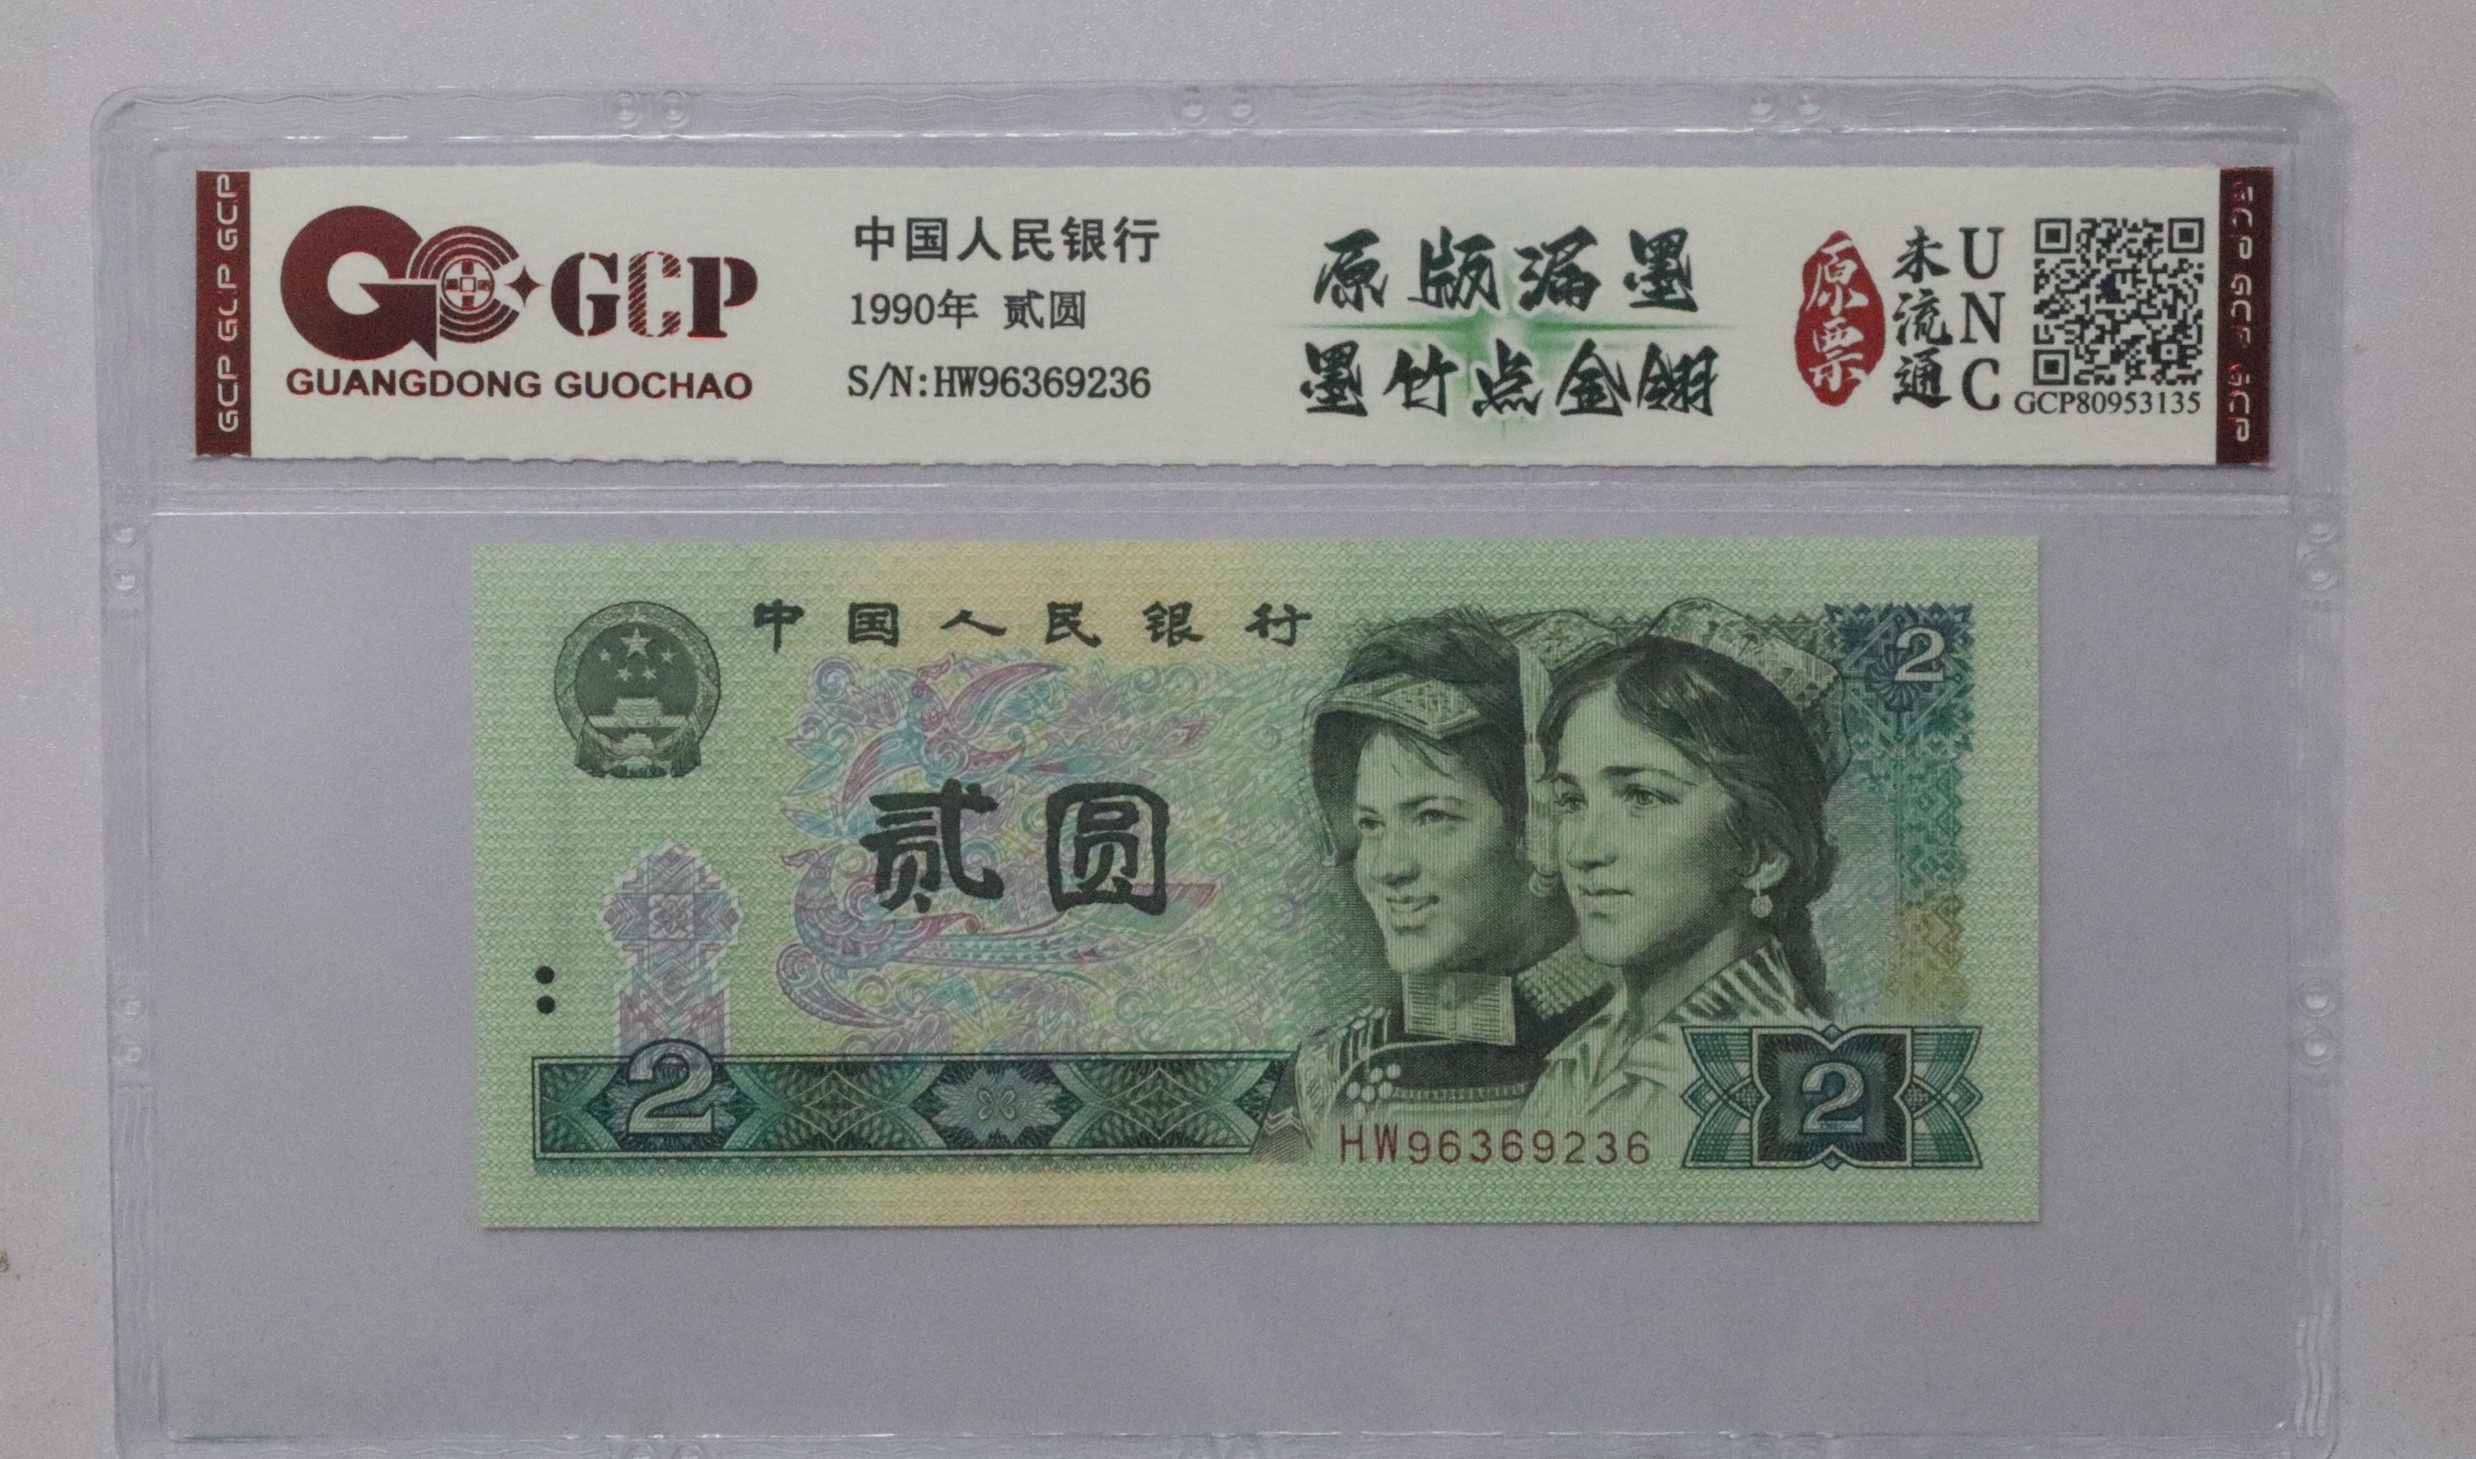 GCP GCP GCP
GCP
GUANGDONG GUOCHAO
中国人民银行
1990年 贰圆
S/N:HW96369236
原版漏墨
墨竹点金翎
原票
未流通
UNC
GCP80953135
GCP GCP GCP
中国人民银行
2
贰圆
2
2
HW96369236